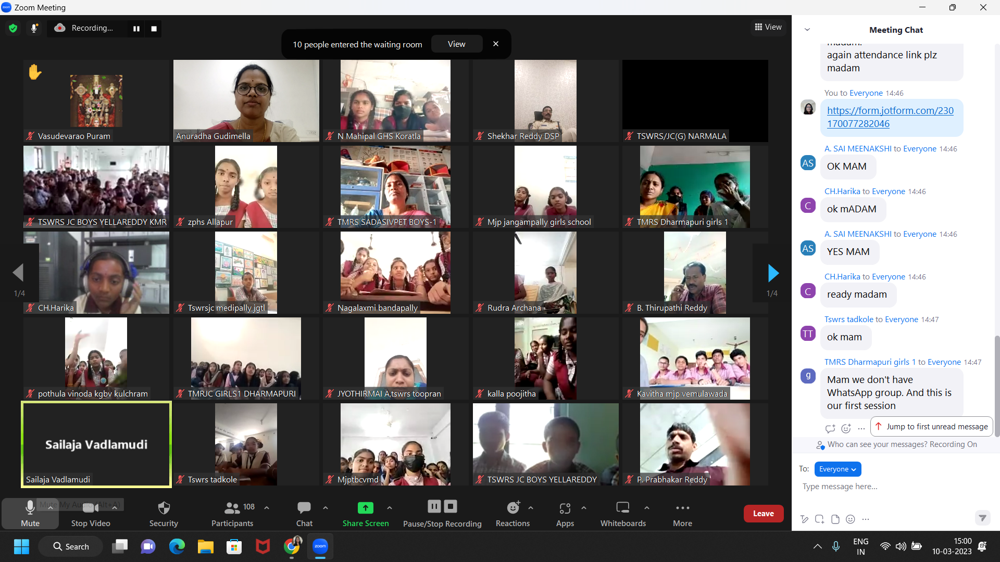 Zoom Meeting
Recording...
10 people entered the waiting room
View
View
Vasudevarao Puram
Anuradha Gudimella
N Mahipal GHS Koratla
Shekhar Reddy DSP
TSWRS/JC(G) NARMALA
TSWRS JC BOYS YELLAREDDY KMR
zphs Allapur
TMRS SADASIVPET BOYS-1
Mjp jangampally girls school
TMRS Dharmapuri girls 1
1/4
1/4
CH.Harika
Tswrsjc medipally jgtl
Nagalaxmi bandapally
Rudra Archana
B. Thirupathi Reddy
pothula vinoda kgbv kulchram
TMRJC GIRLS1 DHARMAPURI
JYOTHIRMAI A,tswrs toopran
kalla poojitha
Kavitha mjp vemulawada
Sailaja Vadlamudi
Sailaja Vadlamudi
Tswrs tadkole
Mjptbcvmd
TSWRS JC BOYS YELLAREDDY
P. Prabhakar Reddy
Mute My Audio (Alt+A)
Mute
Stop Video
Security
108
Participants
Chat
Share Screen
Pause/Stop Recording
Reactions
Apps
Whiteboards
More
Leave
Meeting Chat
madam.
again attendance link plz
madam
You to Everyone 14:46
https://form.jotform.com/230
170077282046
A. SAI MEENAKSHI to Everyone 14:46
AS
OK MAM
CH.Harika to Everyone 14:46
C
ok mADAM
A. SAI MEENAKSHI to Everyone 14:46
AS
YES MAM
CH.Harika to Everyone 14:46
C
ready madam
Tswrs tadkole to Everyone 14:47
TT
ok mam
TMRS Dharmapuri girls 1 to Everyone 14:47
g
Mam we don't have
WhatsApp group. And this is
our first session
Jump to first unread message
Who can see your messages? Recording On
To: Everyone
Type message here...
Search
zoom
ENG
IN
15:00
10-03-2023